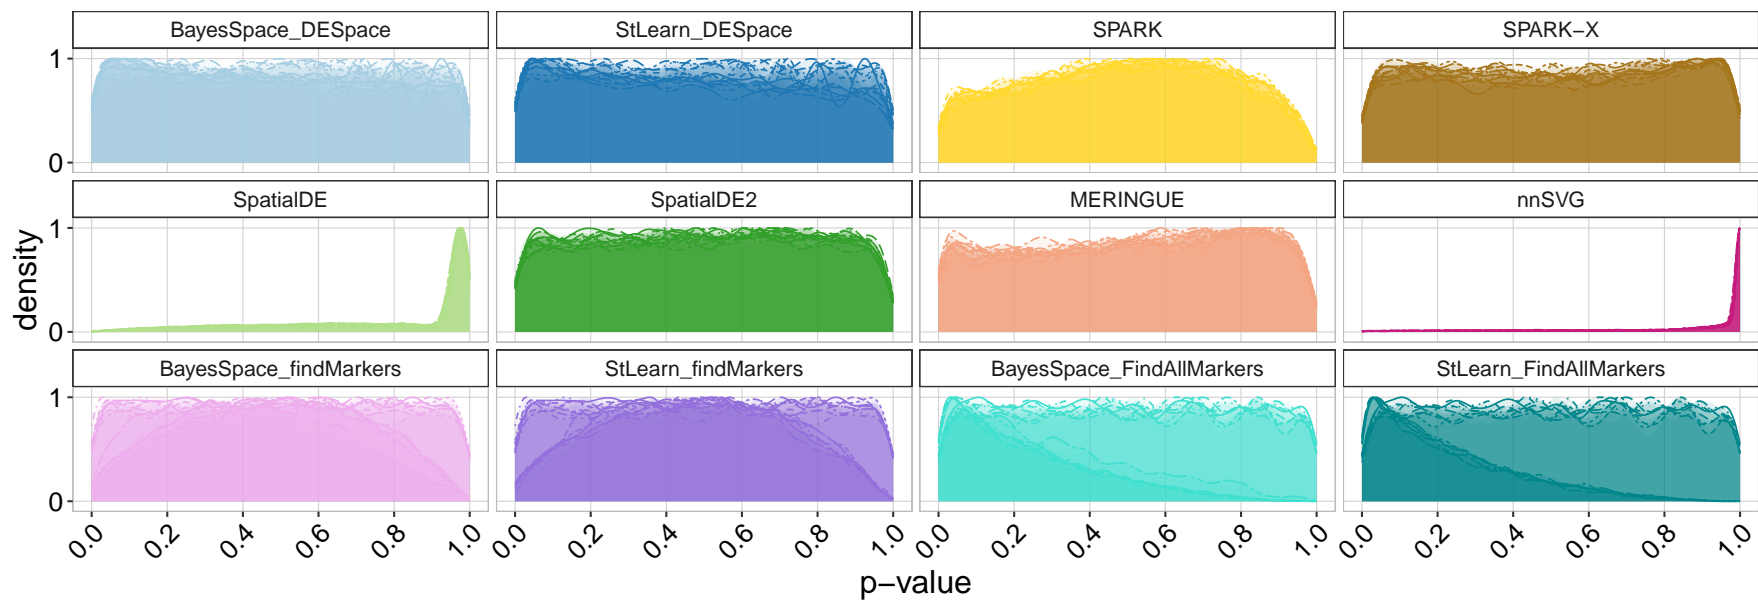 BayesSpace_DESpace StLearn_DESpace SPARK SPARK−X
1
0
SpatialDE SpatialDE2 MERINGUE nnSVG
1
0
density
BayesSpace_findMarkers StLearn_findMarkers BayesSpace_FindAllMarkers StLearn_FindAllMarkers
1
0
0.0 0.2 0.4 0.6 0.8 1.0 0.0 0.2 0.4 0.6 0.8 1.0 0.0 0.2 0.4 0.6 0.8 1.0 0.0 0.2 0.4 0.6 0.8 1.0
p−value